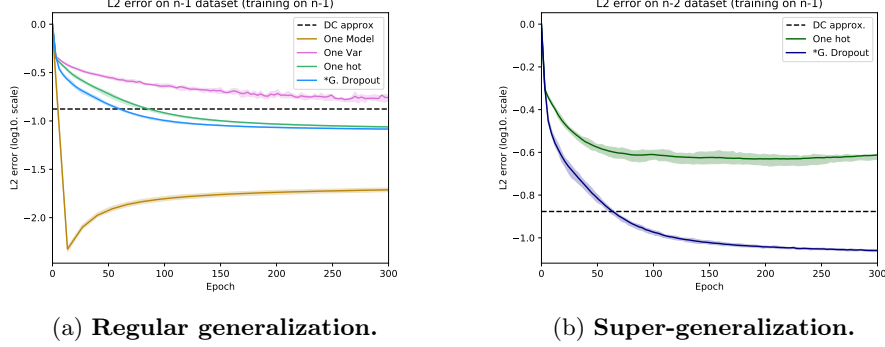 L2 error on n-1 dataset (training on n-1)
0.0
−0.5
−1.0
−1.5
−2.0
L2 error (log10. scale)
DC approx
One Model
One Var
One hot
*G. Dropout
0 50 100 150 200 250 300
Epoch
(a) Regular generalization.
L2 error on n-2 dataset (training on n-1)
0.0
−0.2
−0.4
−0.6
−0.8
−1.0
L2 error (log10. scale)
DC approx.
One hot
*G. Dropout
0 50 100 150 200 250 300
Epoch
(b) Super-generalization.